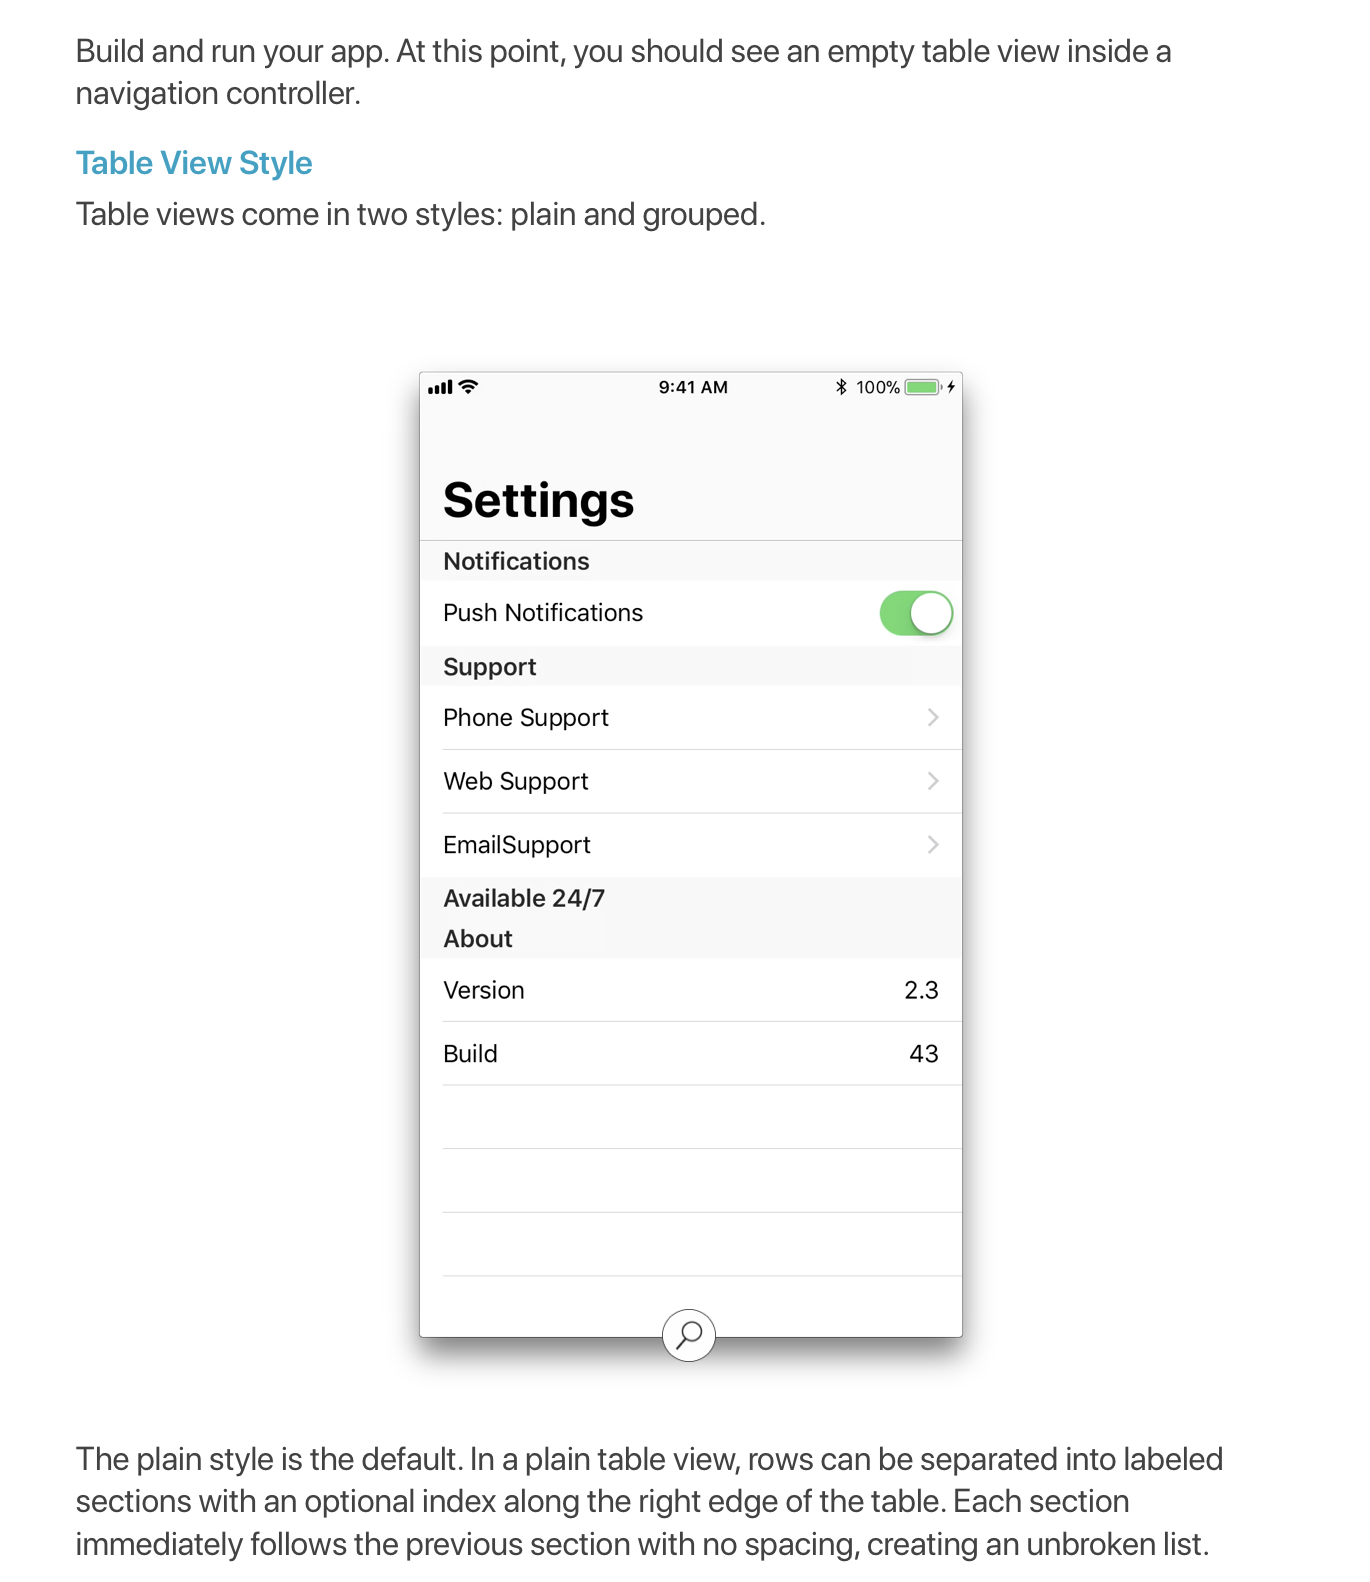 Build and run your app. At this point, you should see an empty table view inside a
navigation controller.
Table View Style
Table views come in two styles: plain and grouped.
9:41 AM
100%
Settings
Notifications
Push Notifications
Support
Phone Support
Web Support
EmailSupport
Available 24/7
About
Version 2.3
Build 43
The plain style is the default. In a plain table view, rows can be separated into labeled
sections with an optional index along the right edge of the table. Each section
immediately follows the previous section with no spacing, creating an unbroken list.